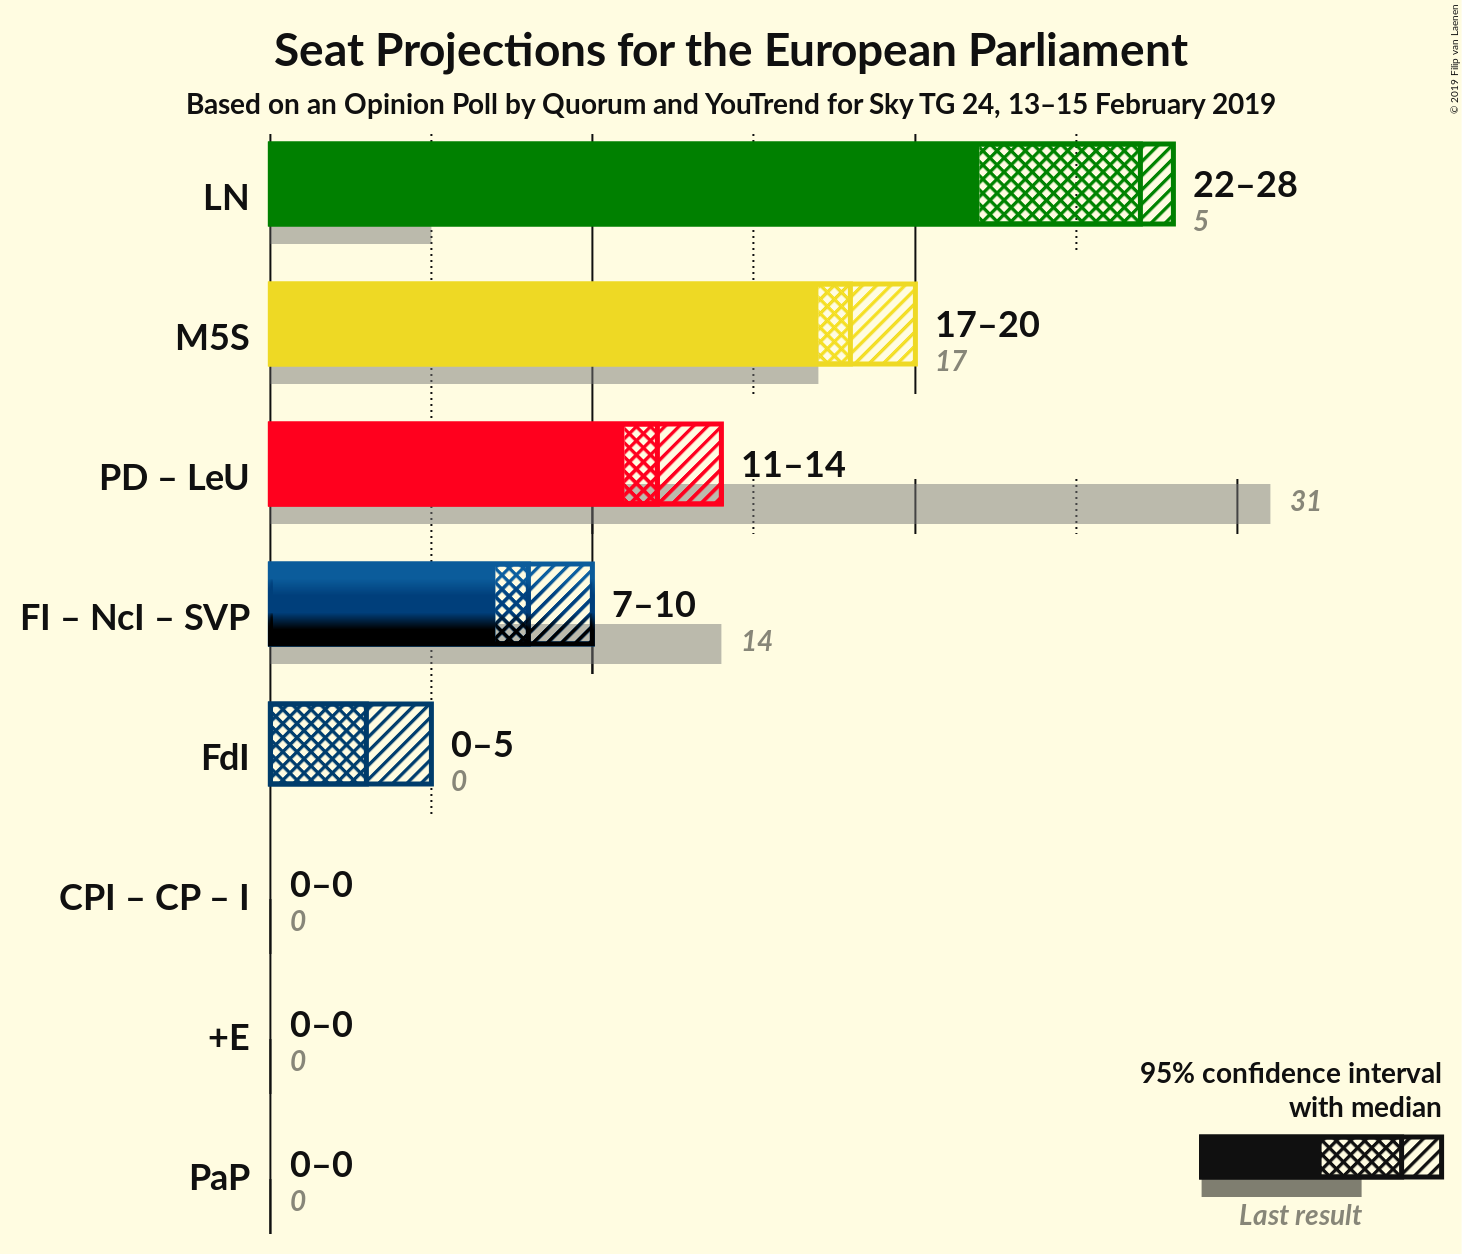 Seat Projections for the European Parliament
Based on an Opinion Poll by Quorum and YouTrend for Sky TG 24, 13–15 February 2019
© 2019 Filip van Laenen
LN
22–28
5
M5S
17–20
17
PD – LeU
11–14
31
FI – NcI – SVP
7–10
14
FdI
0–5
0
CPI – CP – I
0–0
0
+E
0–0
0
PaP
0–0
0
95% confidence interval
with median
Last result